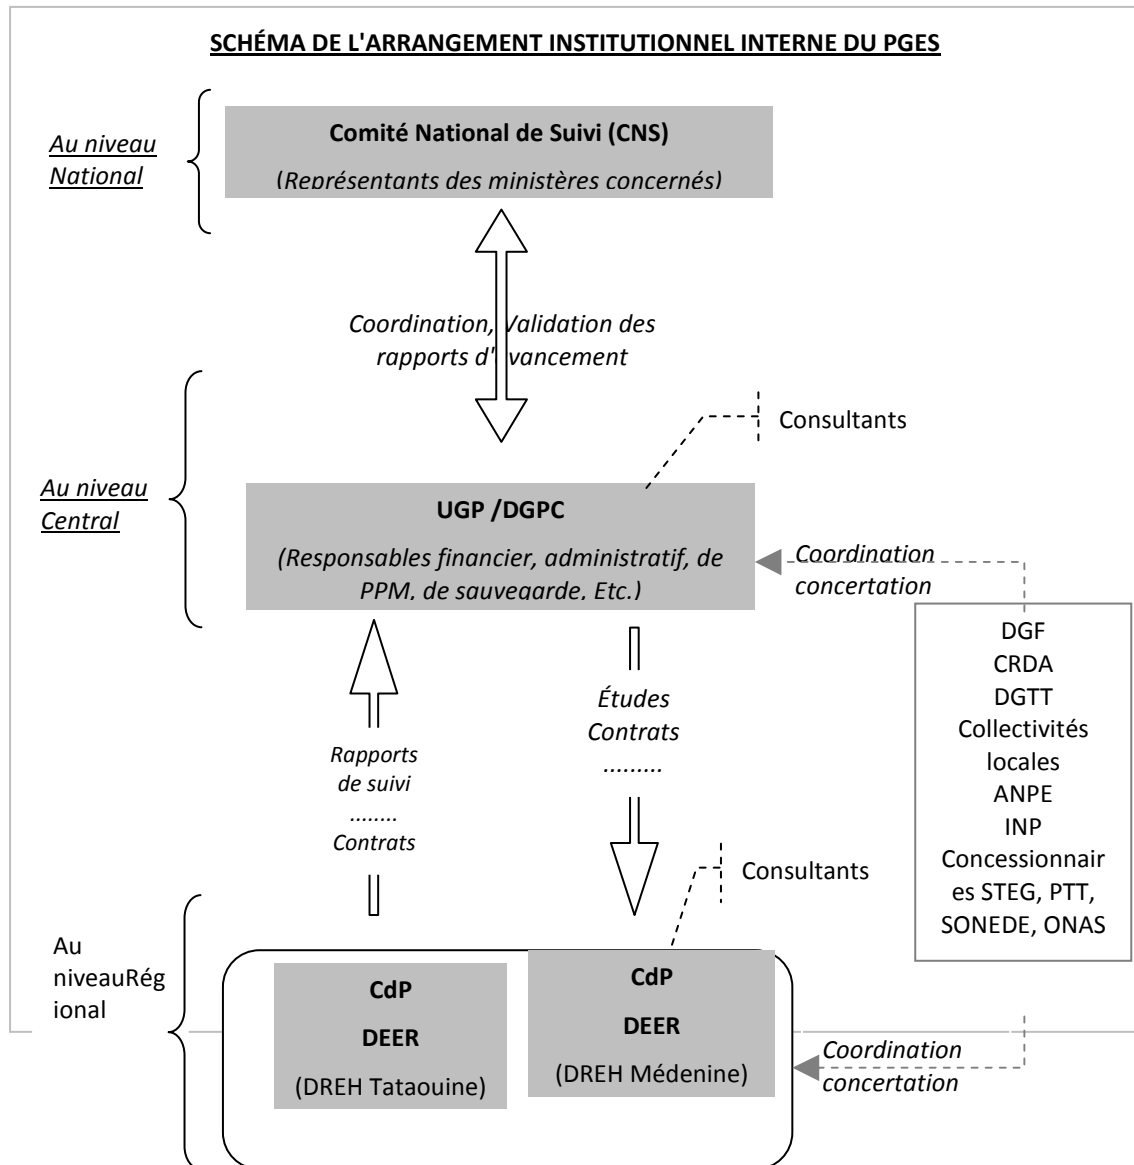 SCHÉMA DE L'ARRANGEMENT INSTITUTIONNEL INTERNE DU PGES
Au niveau
National
Comité National de Suivi (CNS)
(Représentants des ministères concernés)
Coordination, Validation des
rapports d'avancement
Consultants
Au niveau
Central
UGP /DGPC
(Responsables financier, administratif, de
PPM, de sauvegarde, Etc.)
Coordination
concertation
DGF
CRDA
DGTT
Collectivités
locales
ANPE
INP
Concessionnair
es STEG, PTT,
SONEDE, ONAS
Études
Contrats
.........
Rapports
de suivi
........
Contrats
Consultants
Au
niveauRég
ional
CdP
DEER
(DREH Tataouine)
CdP
DEER
(DREH Médenine)
Coordination
concertation